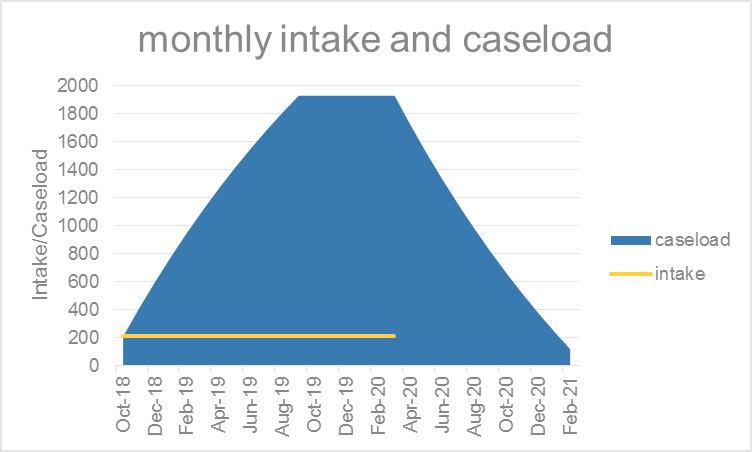 monthly intake and caseload
Intake/Caseload
2000
1800
1600
1400
1200
1000
800
600
400
200
0
Oct-18
Dec-18
Feb-19
Apr-19
Jun-19
Aug-19
Oct-19
Dec-19
Feb-20
Apr-20
Jun-20
Aug-20
Oct-20
Dec-20
Feb-21
caseload
intake